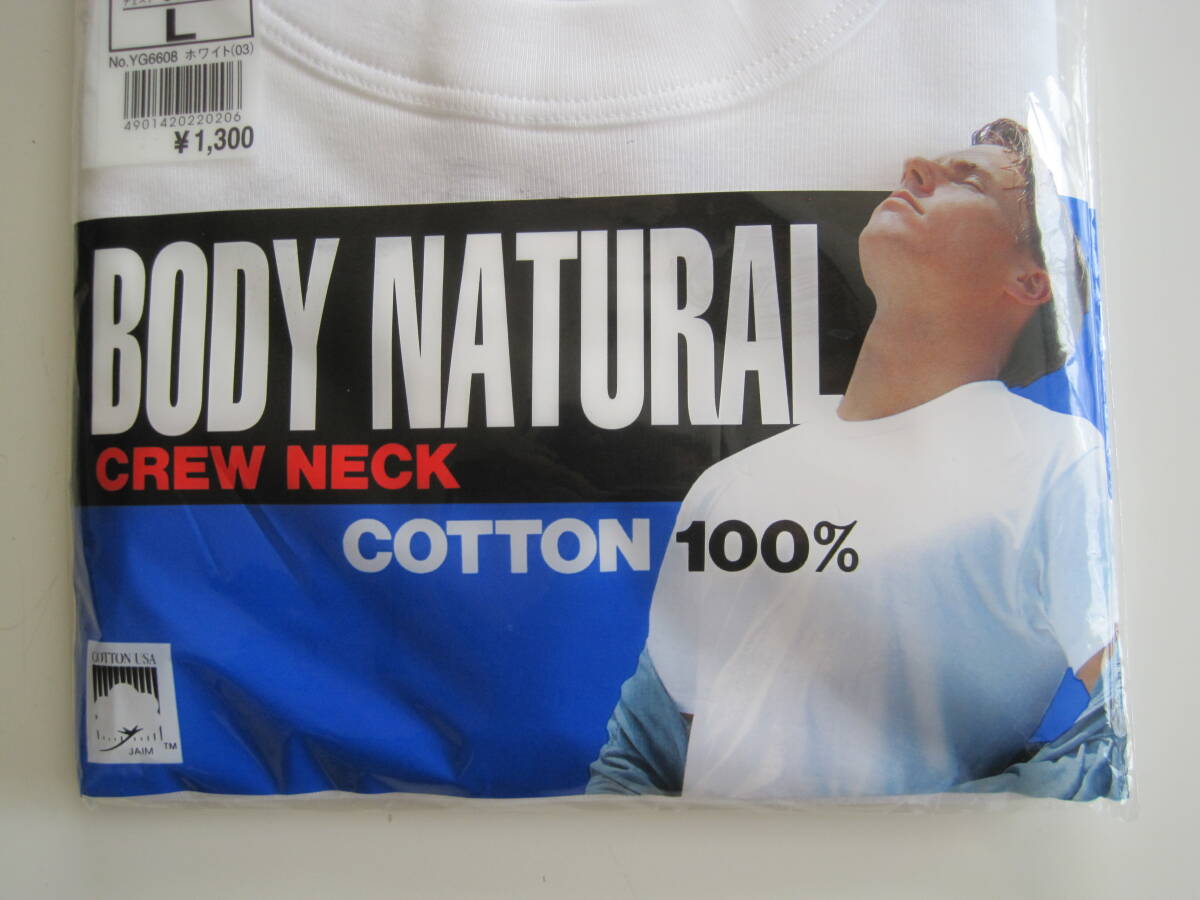 L
No.YG6608 ホワイト(03)
4901420220206
¥1,300
BODY NATURAL
CREW NECK
COTTON 100%
COTTON USA
JAIM TM